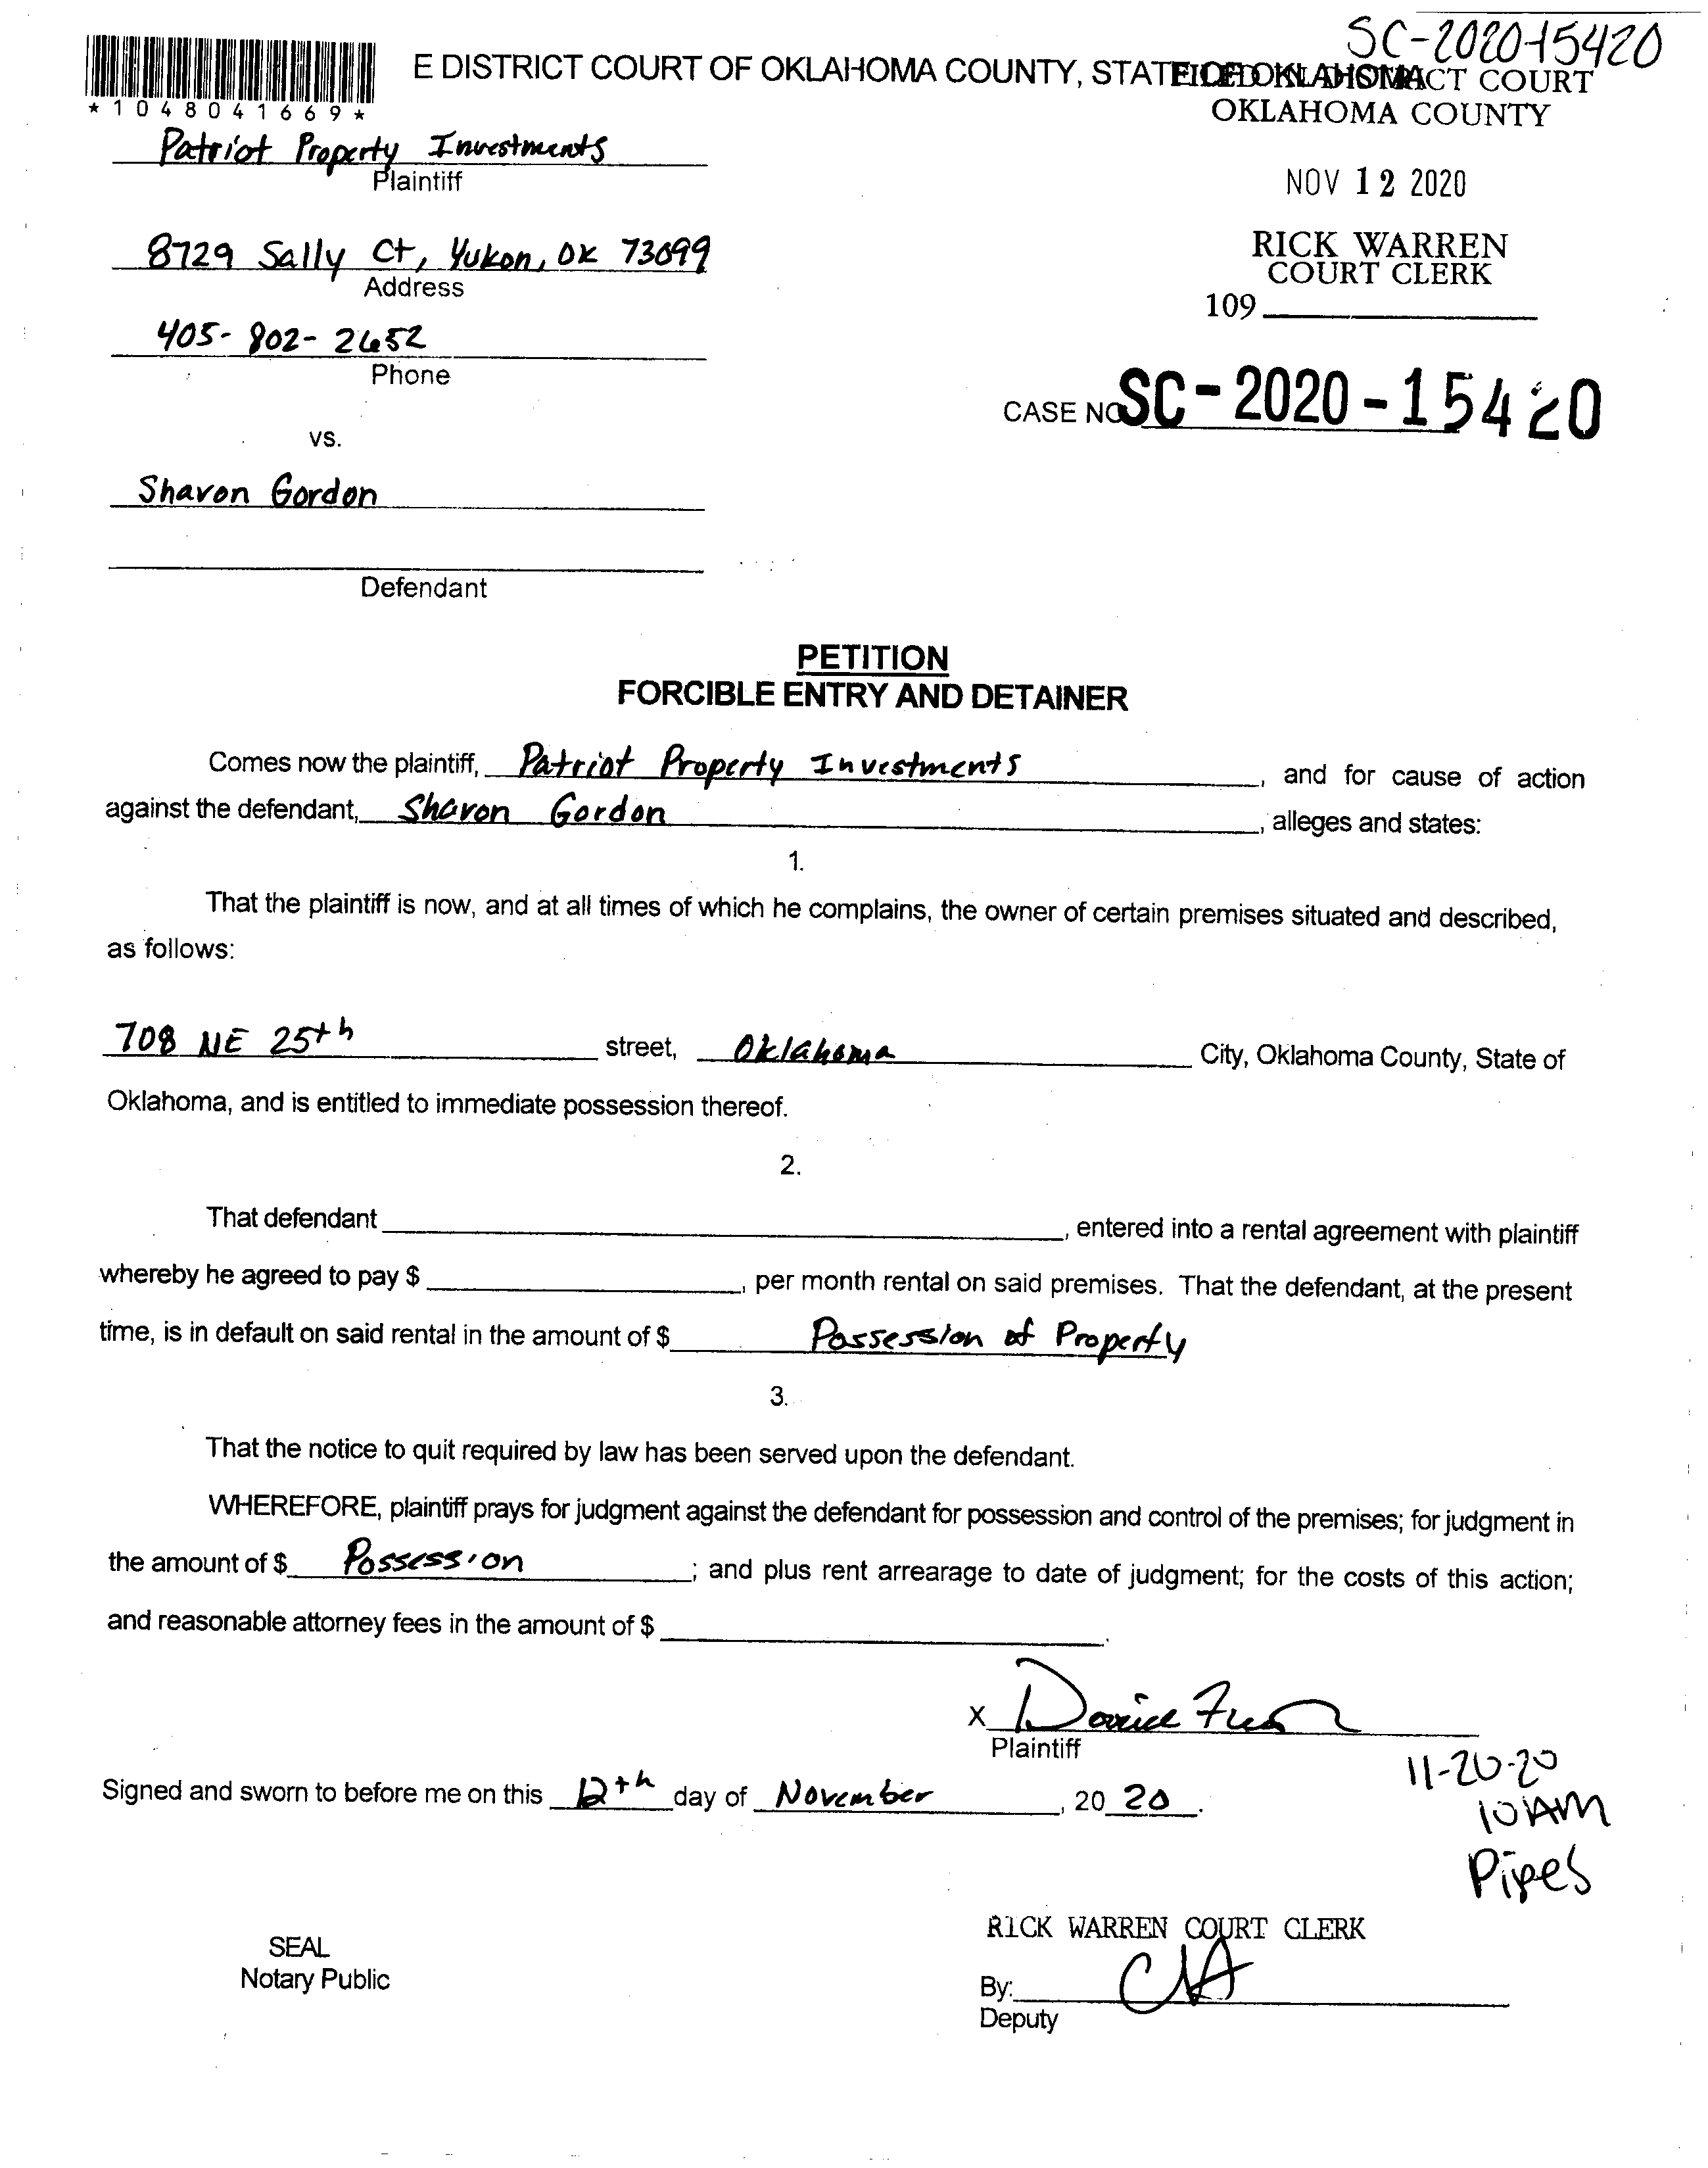 SC-2020-15420
E DISTRICT COURT OF OKLAHOMA COUNTY, STATE OF OKLAHOMA
FILED IN DISTRICT COURT
OKLAHOMA COUNTY
*1048041669*
Patriot Property Investments
Plaintiff
NOV 12 2020
8729 Sally Ct, Yukon, OK 73099
Address
RICK WARREN
COURT CLERK
109
405-802-2652
Phone
CASE NO SC-2020-15420
vs.
Sharon Gordon
Defendant
PETITION
FORCIBLE ENTRY AND DETAINER
Comes now the plaintiff, Patriot Property Investments, and for cause of action
against the defendant, Sharon Gordon, alleges and states:
1.
That the plaintiff is now, and at all times of which he complains, the owner of certain premises situated and described,
as follows:
708 NE 25th street, Oklahoma City, Oklahoma County, State of
Oklahoma, and is entitled to immediate possession thereof.
2.
That defendant, entered into a rental agreement with plaintiff
whereby he agreed to pay $, per month rental on said premises. That the defendant, at the present
time, is in default on said rental in the amount of $ Possession of Property
3.
That the notice to quit required by law has been served upon the defendant.
WHEREFORE, plaintiff prays for judgment against the defendant for possession and control of the premises; for judgment in
the amount of $ Possession; and plus rent arrearage to date of judgment; for the costs of this action;
and reasonable attorney fees in the amount of $.
X
Plaintiff
Signed and sworn to before me on this 12th day of November, 20 20.
11-20-20
10AM
Pipes
RICK WARREN COURT CLERK
SEAL
Notary Public
By:
Deputy